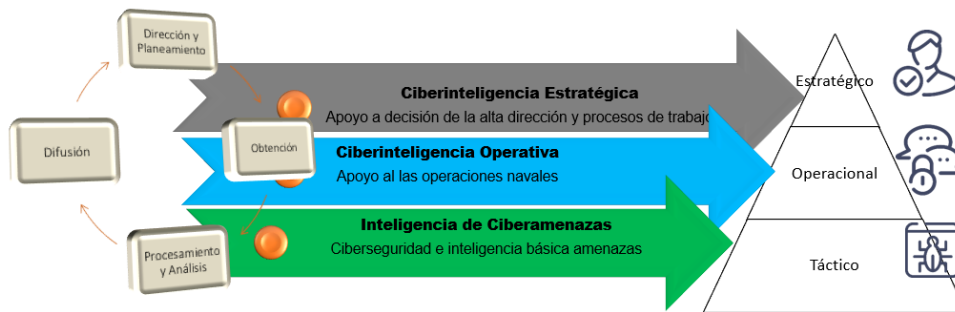 Dirección y
Planeamiento
Difusión
Obtención
Procesamiento
y Análisis
Ciberinteligencia Estratégica
Apoyo a decisión de la alta dirección y procesos de trabajo
Ciberinteligencia Operativa
Apoyo al las operaciones navales
Inteligencia de Ciberamenazas
Ciberseguridad e inteligencia básica amenazas
Estratégico
Operacional
Táctico